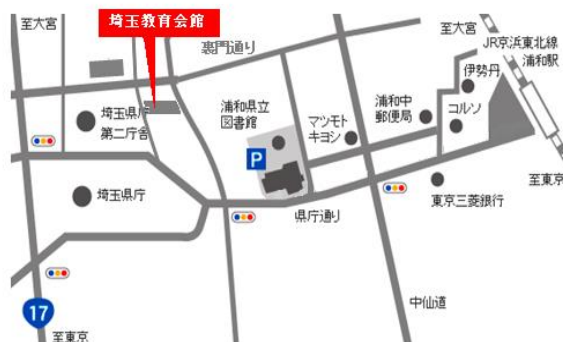 至大宮
埼玉教育会館
裏門通り
至大宮
JR京浜東北線
浦和駅
伊勢丹
コルソ
浦和中
郵便局
マツモト
キヨシ
浦和県立
図書館
埼玉県庁
第二庁舎
P
埼玉県庁
県庁通り
東京三菱銀行
至東京
中仙道
17
至東京